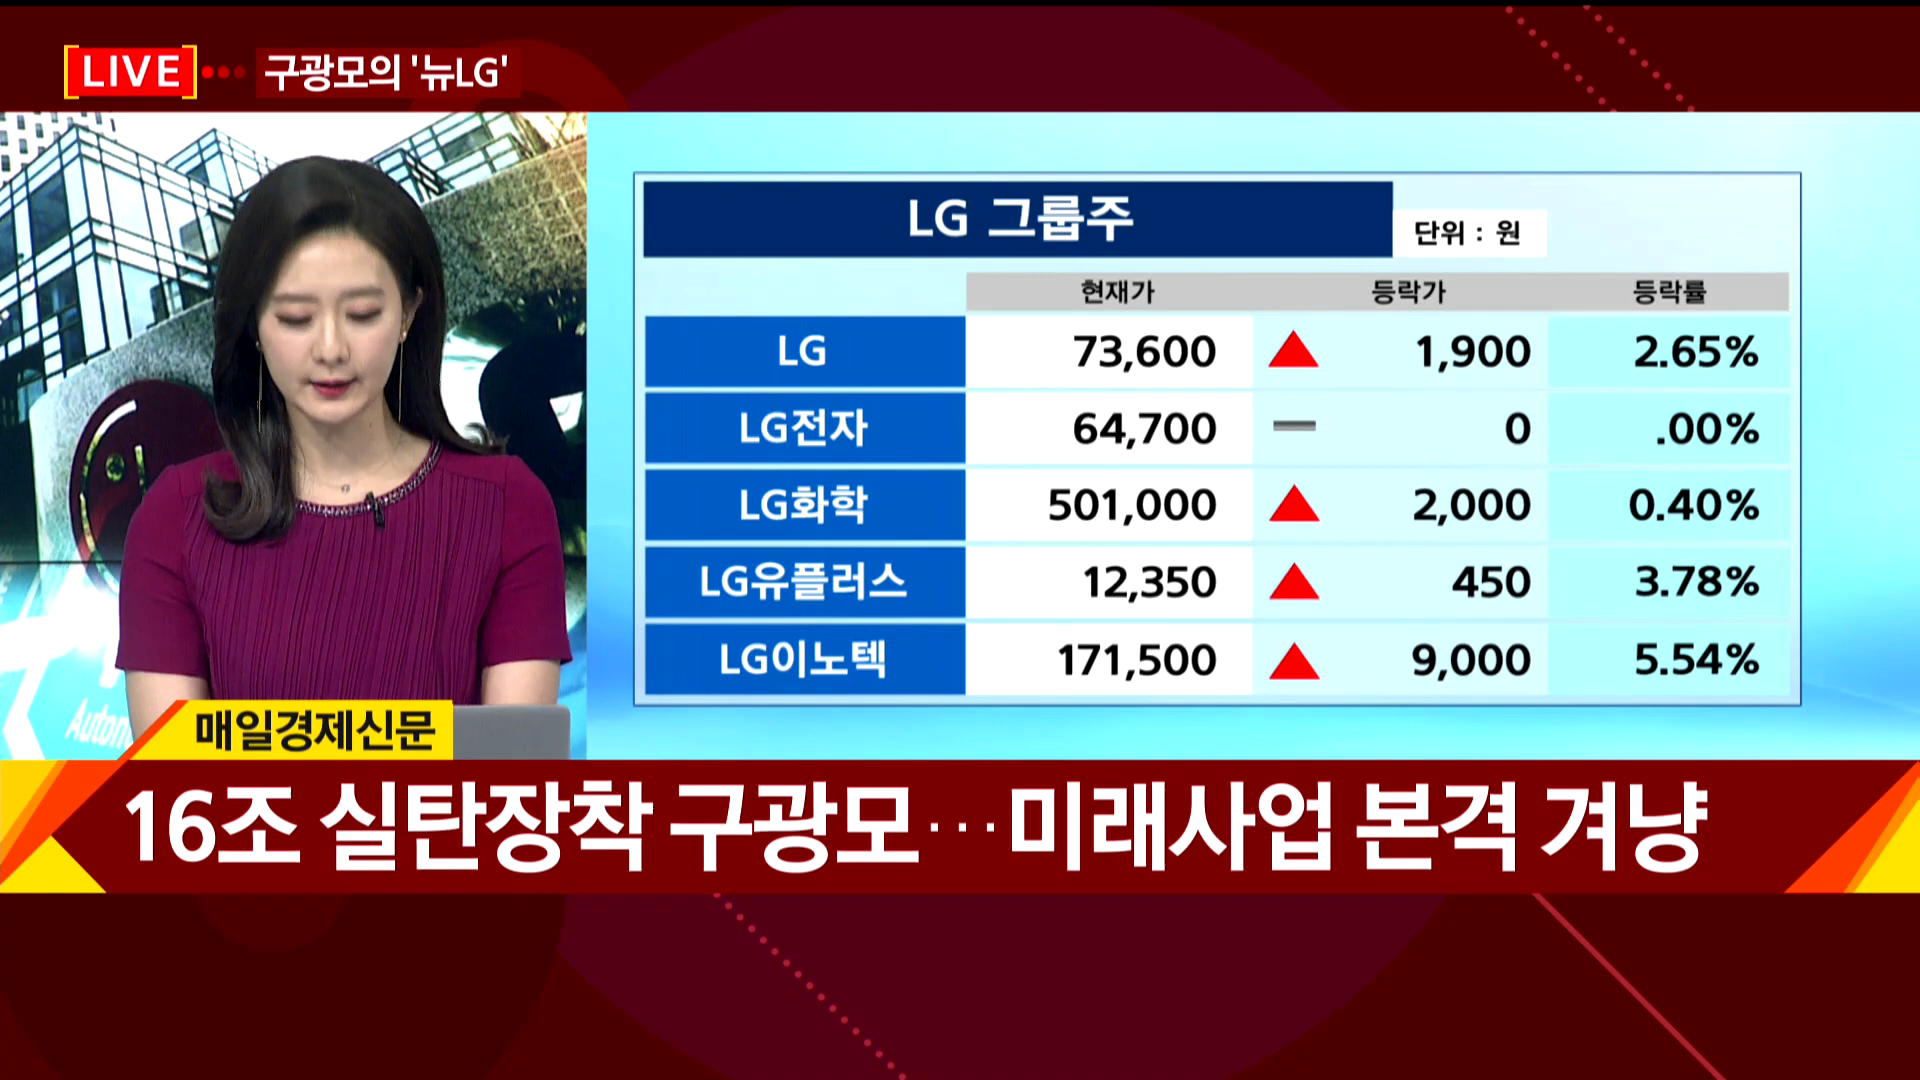 LIVE
구광모의 '뉴LG'
LG 그룹주
단위 : 원
현재가 등락가 등락률
LG 73,600 ▲ 1,900 2.65%
LG전자 64,700 0 .00%
LG화학 501,000 ▲ 2,000 0.40%
LG유플러스 12,350 ▲ 450 3.78%
LG이노텍 171,500 ▲ 9,000 5.54%
매일경제신문
16조 실탄장착 구광모…미래사업 본격 겨냥